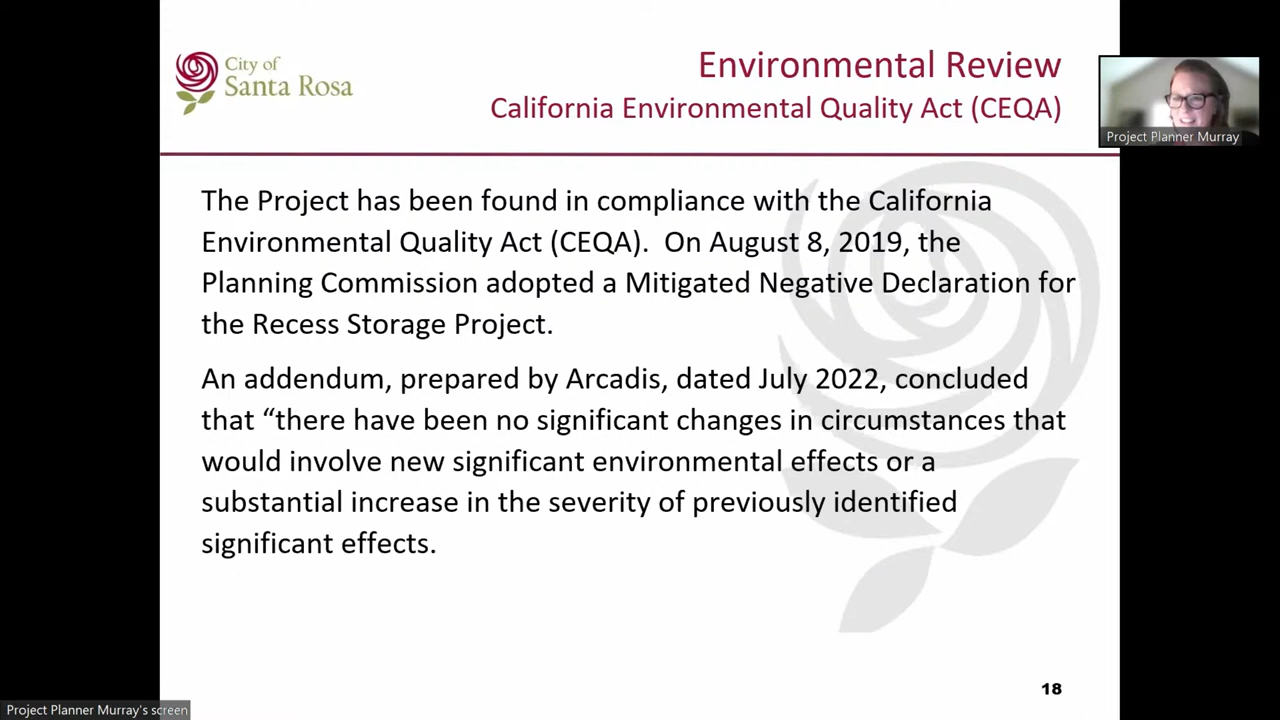 City of
Santa Rosa
Environmental Review
California Environmental Quality Act (CEQA)
Project Planner Murray
The Project has been found in compliance with the California
Environmental Quality Act (CEQA).  On August 8, 2019, the
Planning Commission adopted a Mitigated Negative Declaration for
the Recess Storage Project.
An addendum, prepared by Arcadis, dated July 2022, concluded
that “there have been no significant changes in circumstances that
would involve new significant environmental effects or a
substantial increase in the severity of previously identified
significant effects.
18
Project Planner Murray's screen